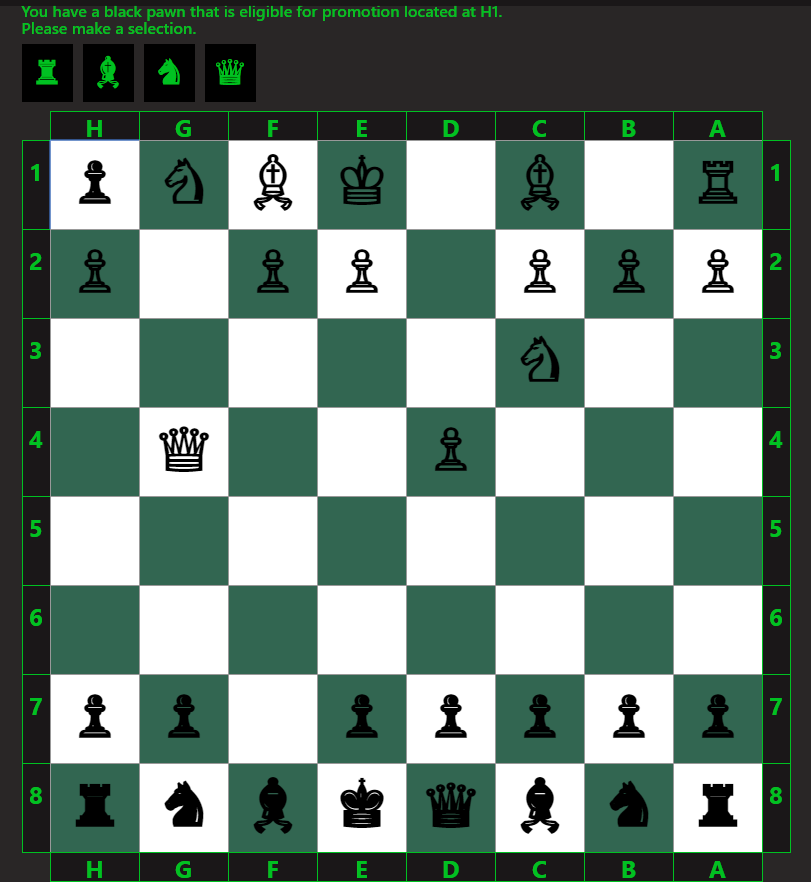 You have a black pawn that is eligible for promotion located at H1.
Please make a selection.
H G F E D C B A
1 1
2 2
3 3
4 4
5 5
6 6
7 7
8 8
H G F E D C B A